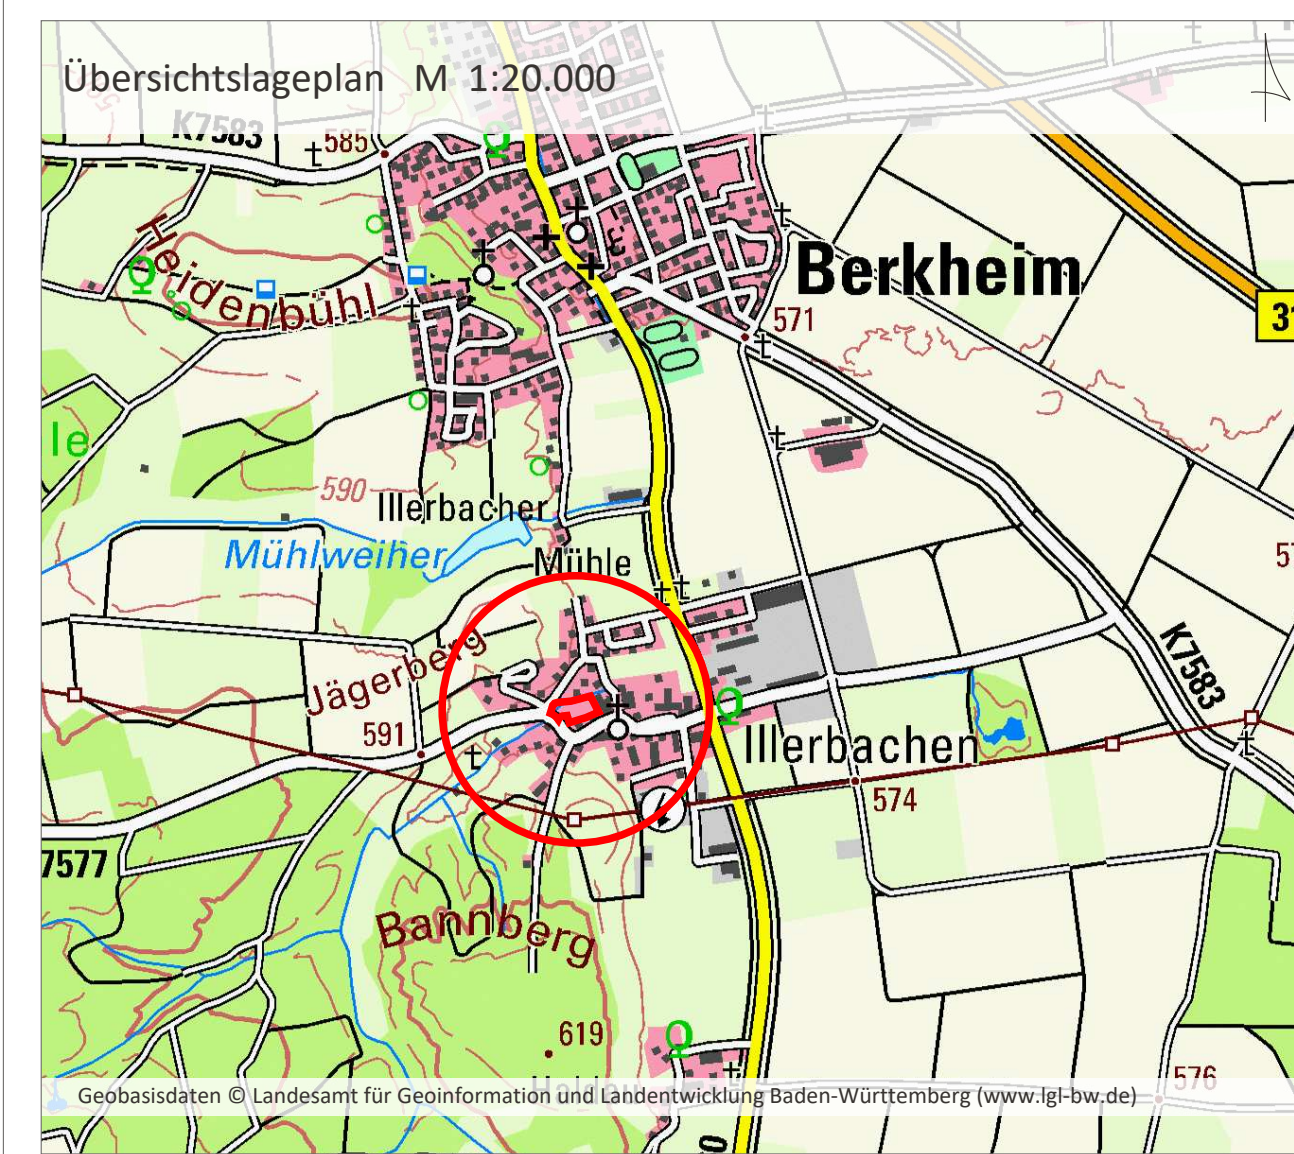 Übersichtslageplan M 1:20.000
K7583
585
Heidenbühl
Berkheim
571
31
le
590
Illerbacher
Mühlweiher
Mühle
Jägerberg
591
K7583
Illerbachen
574
7577
Bannberg
619
576
Geobasisdaten © Landesamt für Geoinformation und Landentwicklung Baden-Württemberg (www.lgl-bw.de)